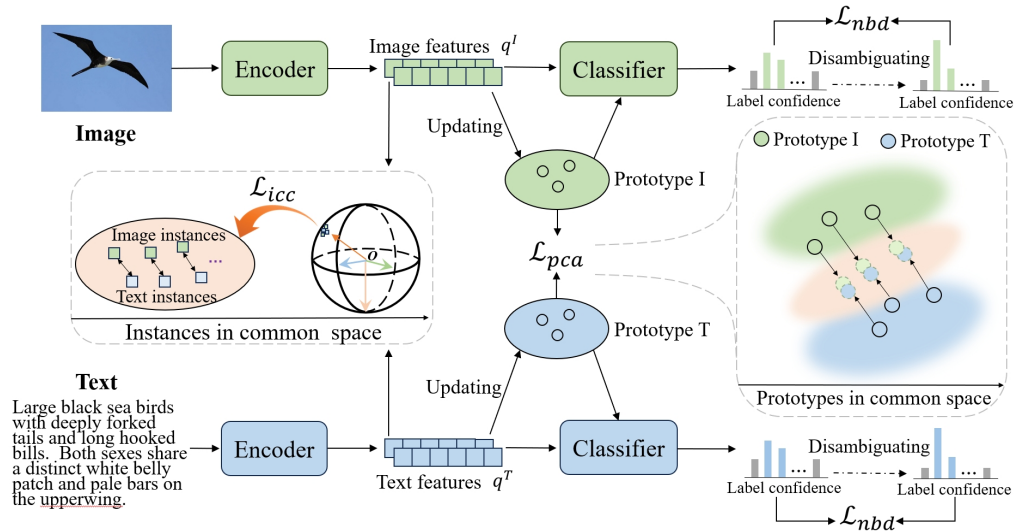 ℒnbd
Image features qᴵ
Disambiguating
Encoder
Classifier
...
...
Label confidence
Label confidence
Image
Updating
Prototype I
Prototype I
Prototype T
ℒicc
Image instances
...
Text instances
o
Instances in common space
ℒpca
Prototype T
Prototypes in common space
Text
Large black sea birds
with deeply forked
tails and long hooked
bills. Both sexes share
a distinct white belly
patch and pale bars on
the upperwing.
Updating
Encoder
Classifier
Text features qᵀ
Disambiguating
...
...
Label confidence
Label confidence
ℒnbd